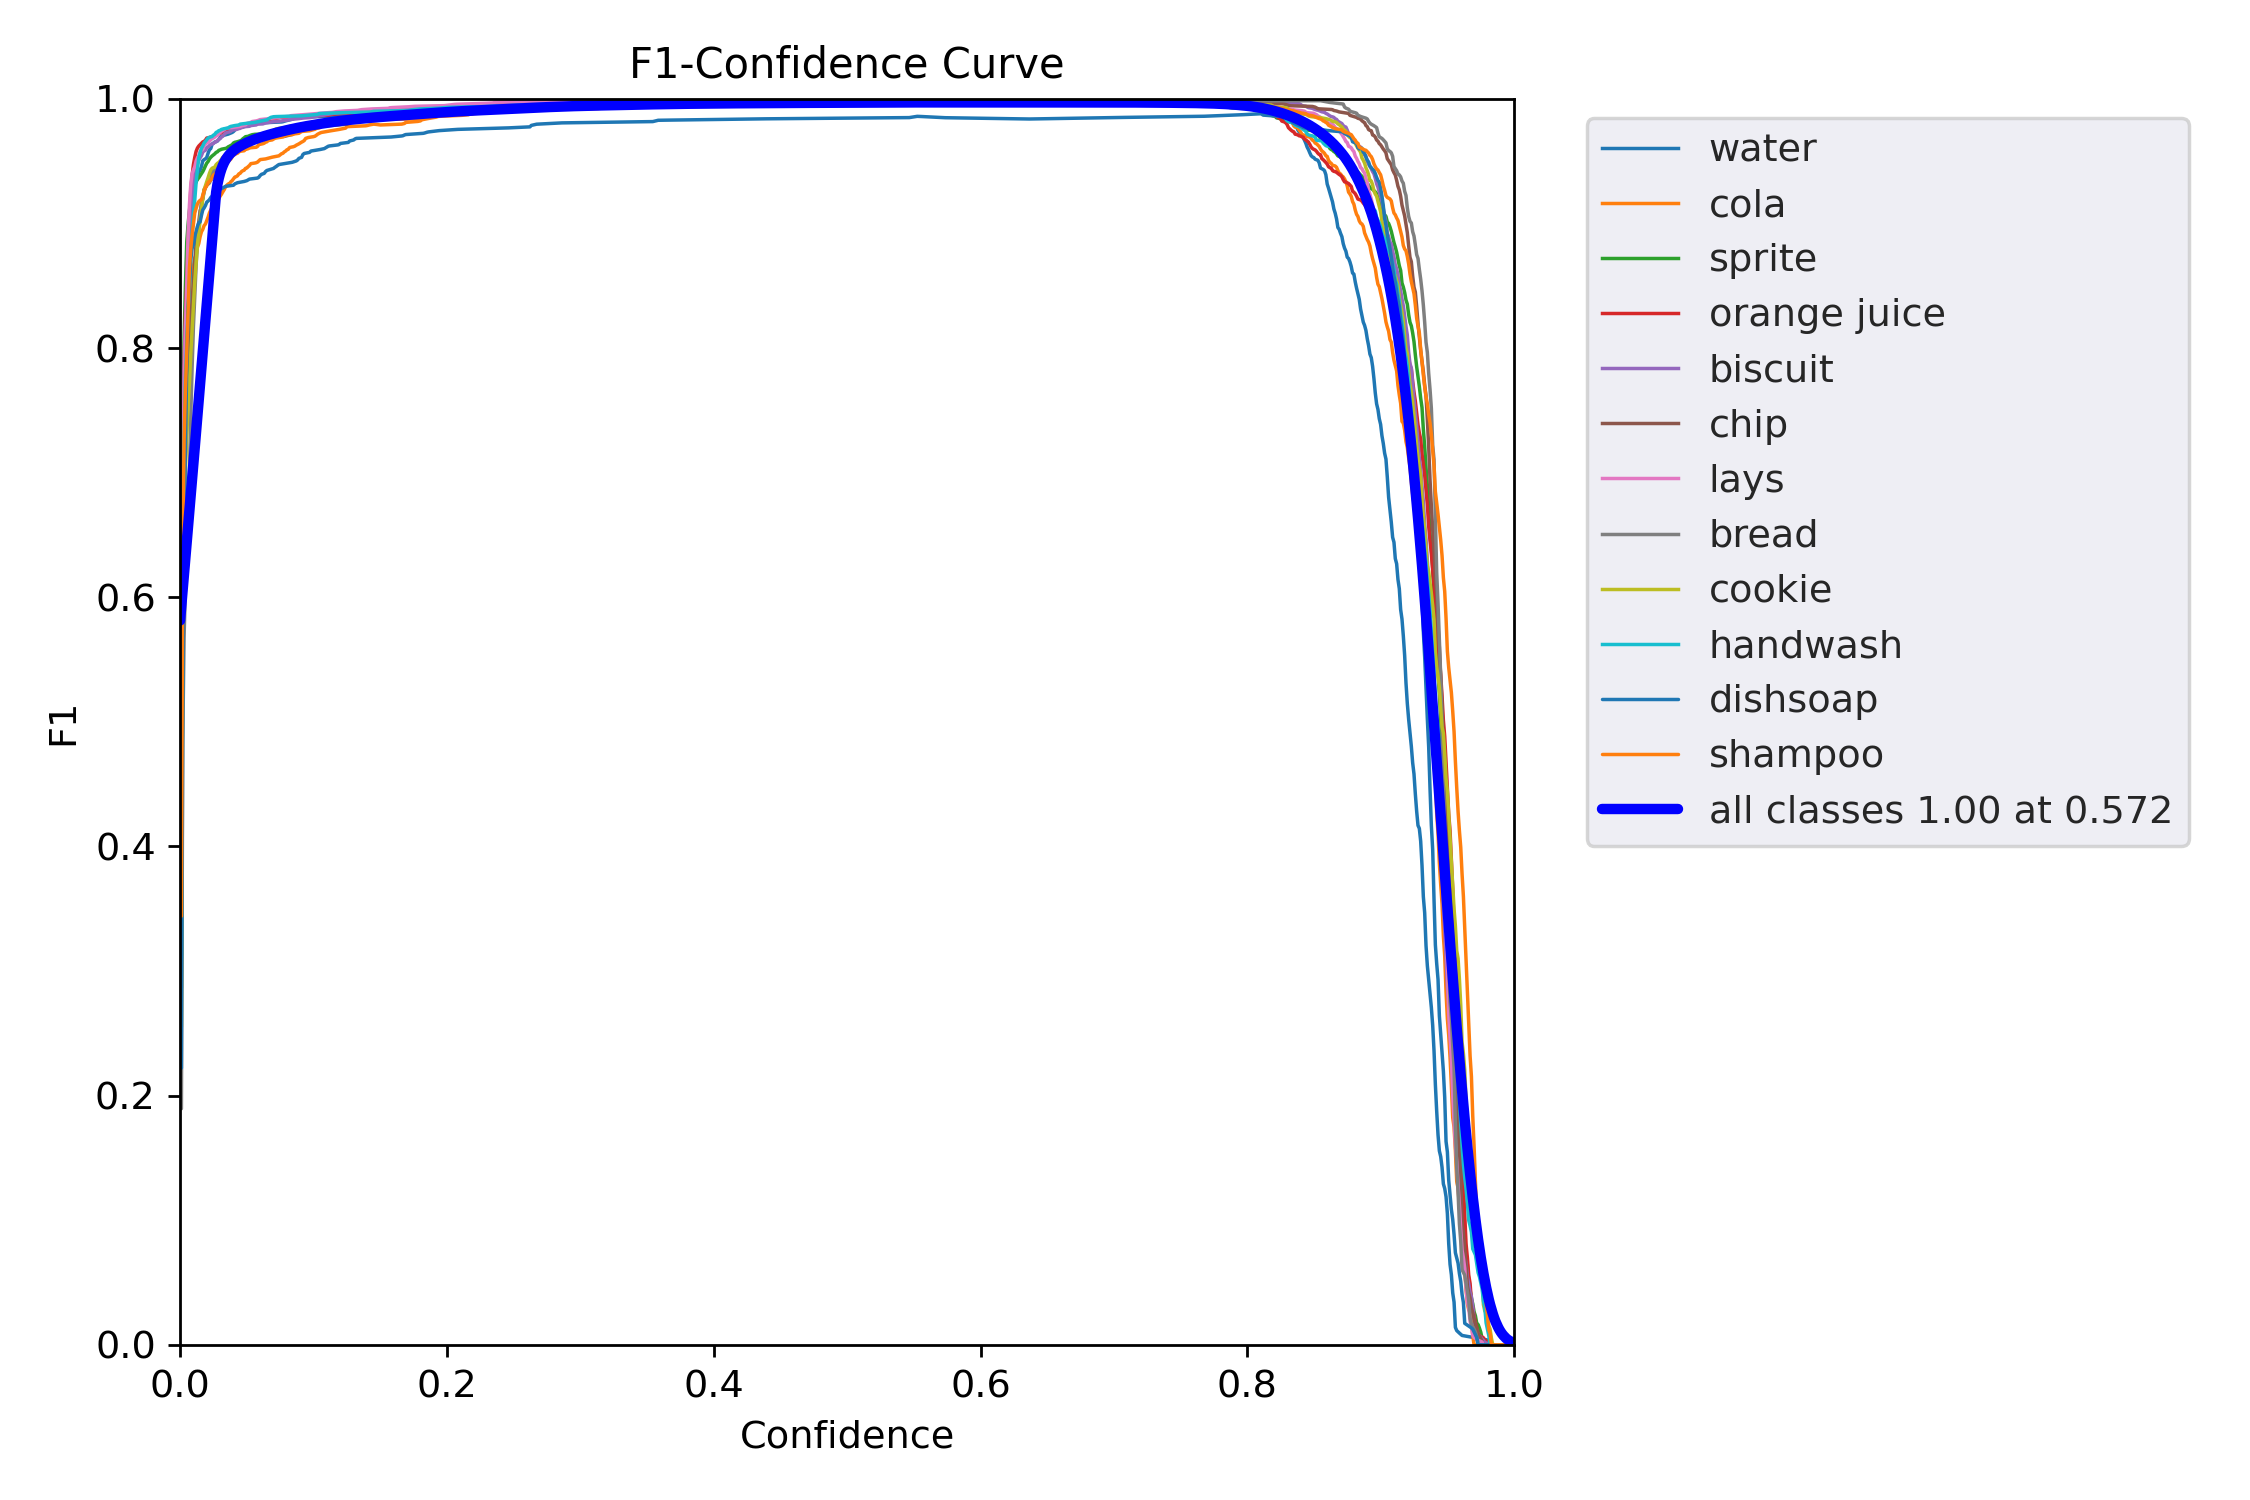 F1-Confidence Curve
1.0
0.8
0.6
0.4
0.2
0.0
F1
0.0 0.2 0.4 0.6 0.8 1.0
Confidence
water
cola
sprite
orange juice
biscuit
chip
lays
bread
cookie
handwash
dishsoap
shampoo
all classes 1.00 at 0.572